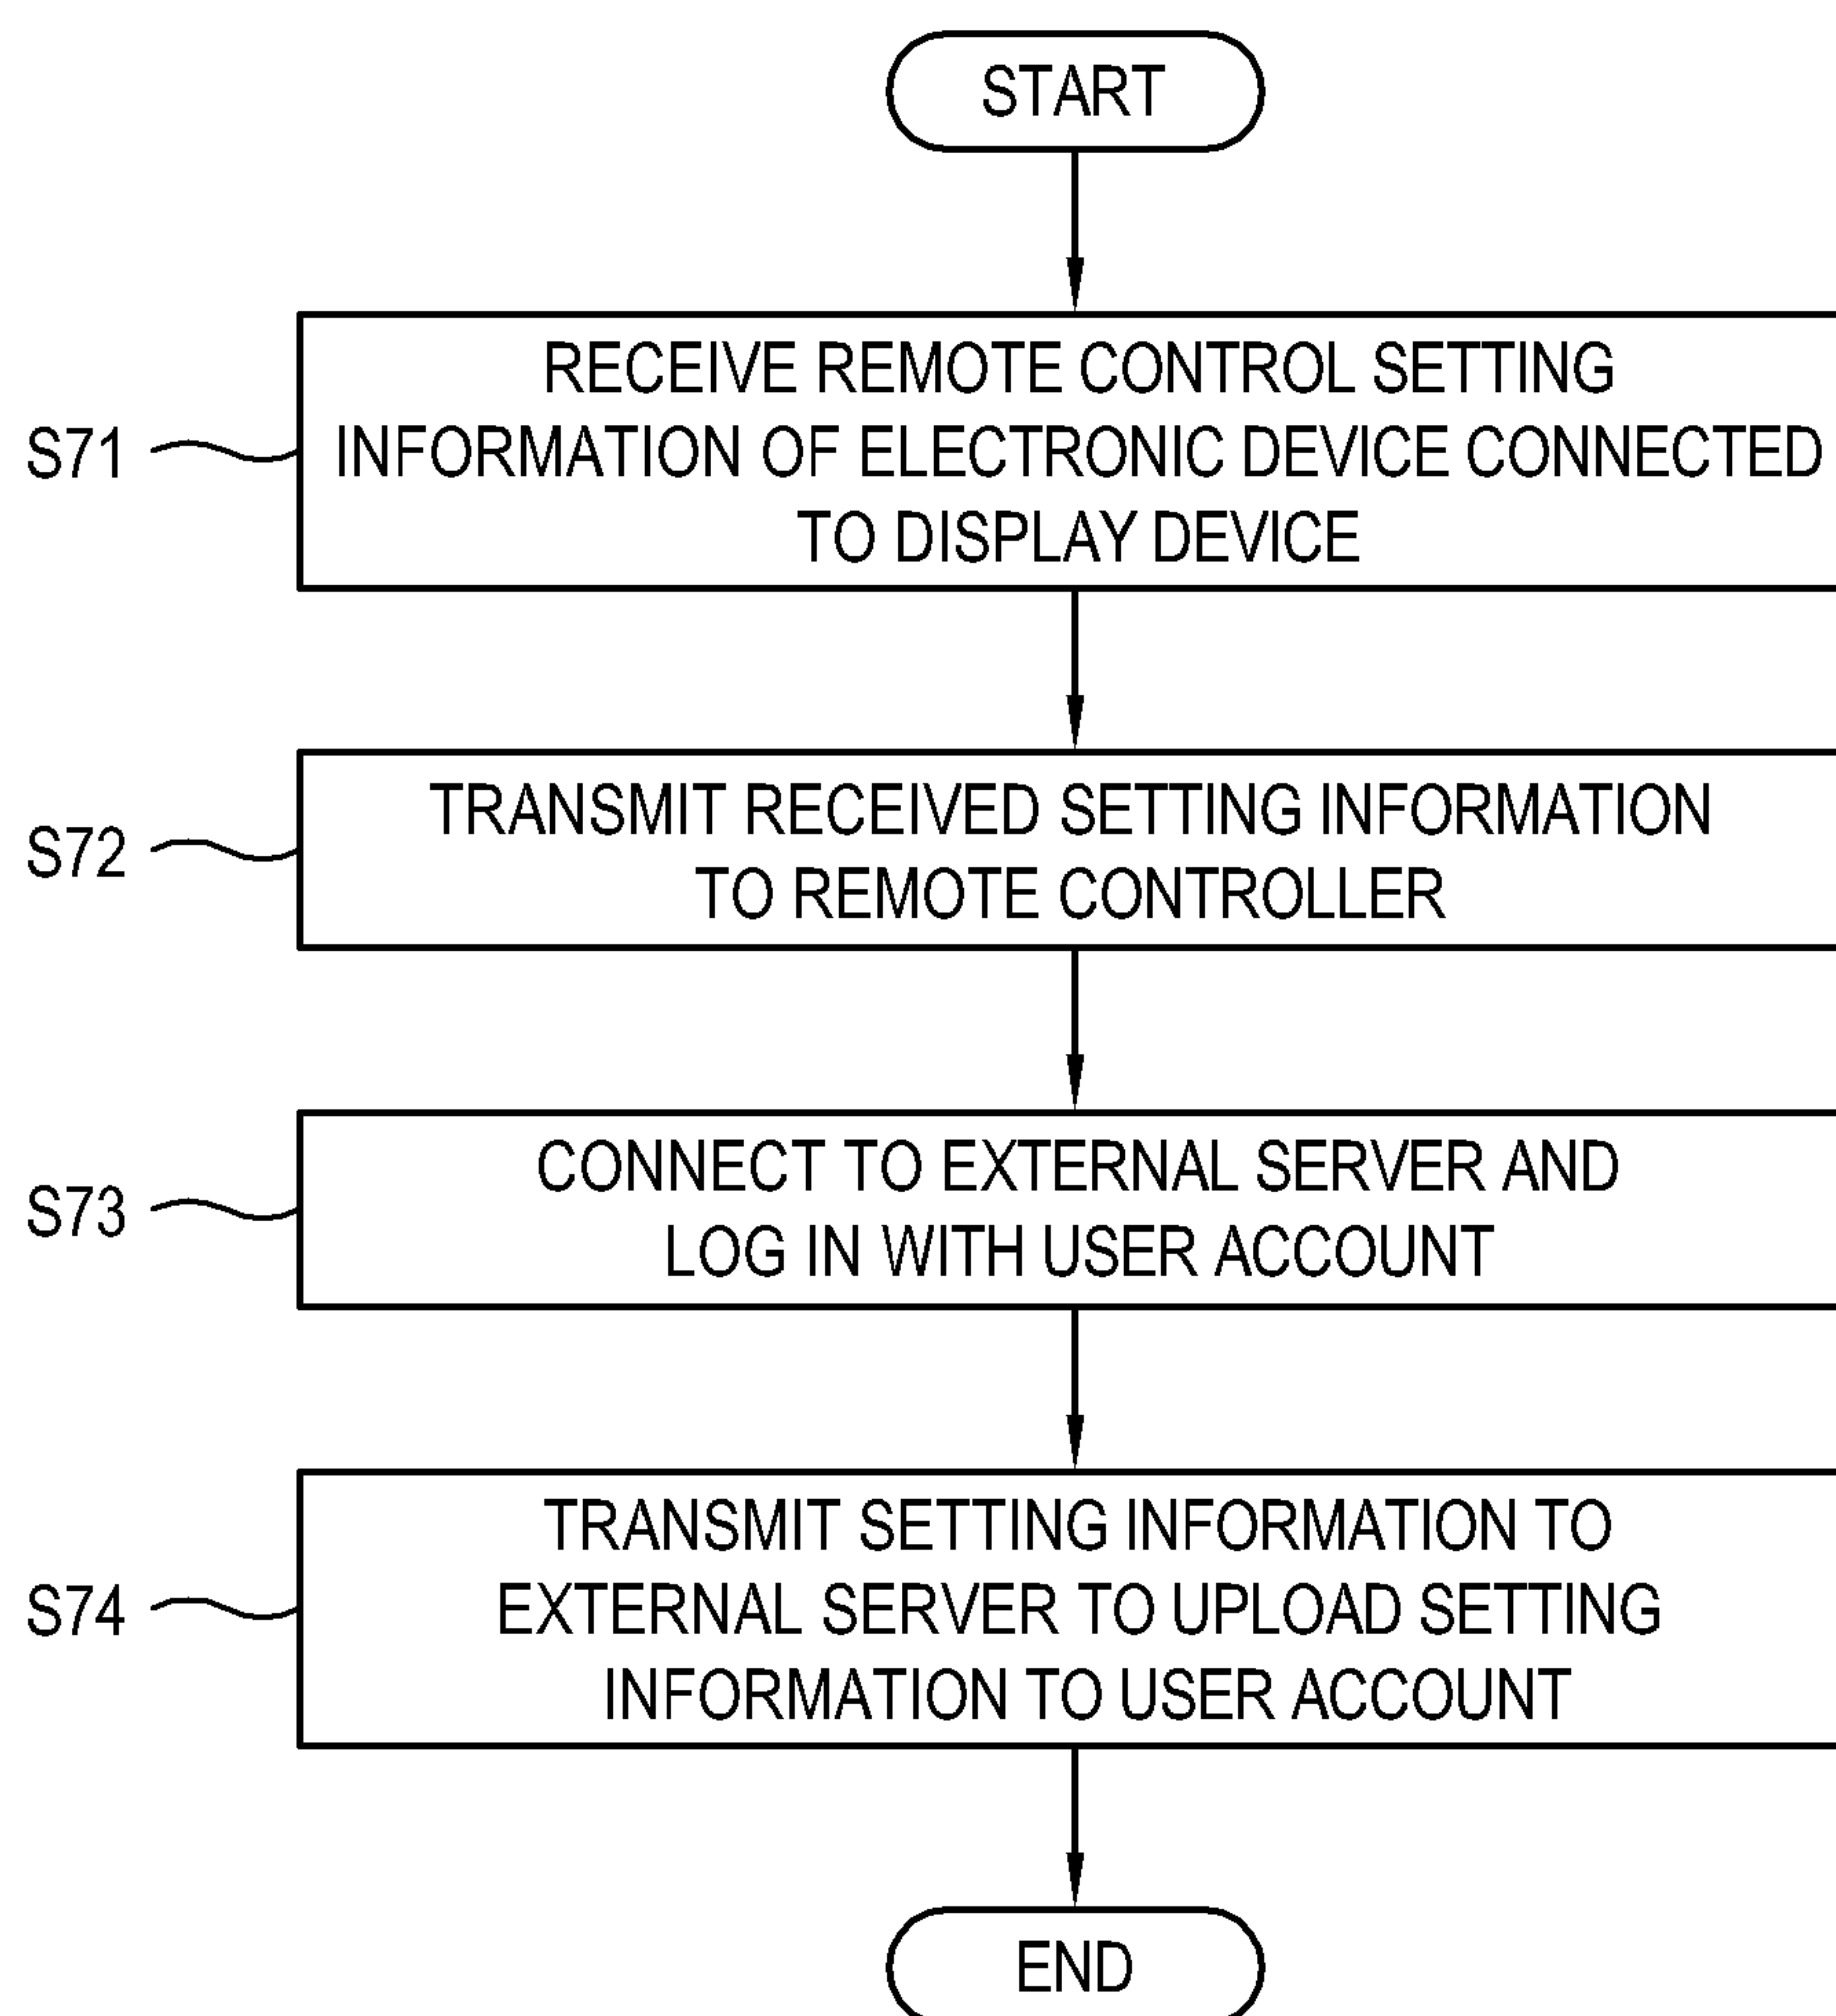 START
S71
RECEIVE REMOTE CONTROL SETTING
INFORMATION OF ELECTRONIC DEVICE CONNECTED
TO DISPLAY DEVICE
S72
TRANSMIT RECEIVED SETTING INFORMATION
TO REMOTE CONTROLLER
S73
CONNECT TO EXTERNAL SERVER AND
LOG IN WITH USER ACCOUNT
S74
TRANSMIT SETTING INFORMATION TO
EXTERNAL SERVER TO UPLOAD SETTING
INFORMATION TO USER ACCOUNT
END